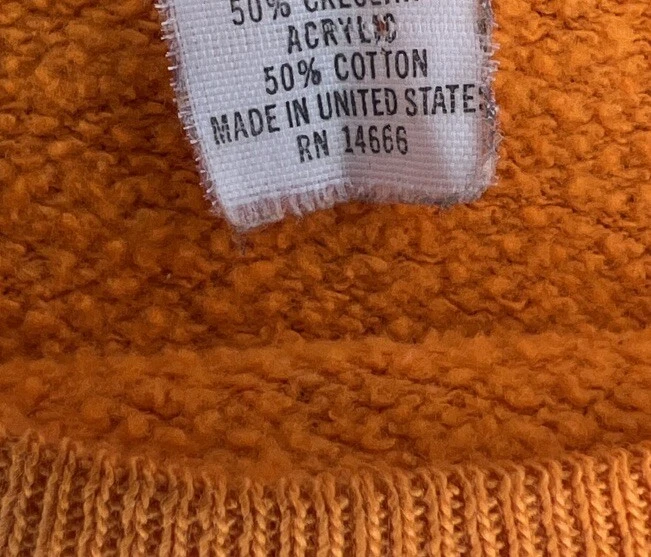 50%
ACRYLIC
50% COTTON
MADE IN UNITED STATES
RN 14666